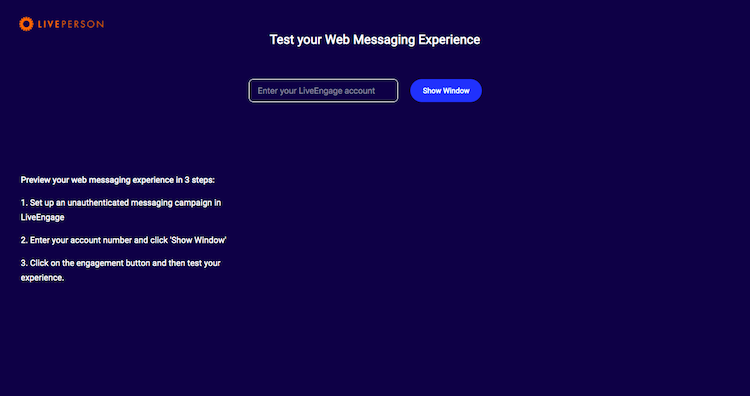 LIVEPERSON
Test your Web Messaging Experience
Enter your LiveEngage account
Show Window
Preview your web messaging experience in 3 steps:
1. Set up an unauthenticated messaging campaign in
LiveEngage
2. Enter your account number and click 'Show Window'
3. Click on the engagement button and then test your
experience.